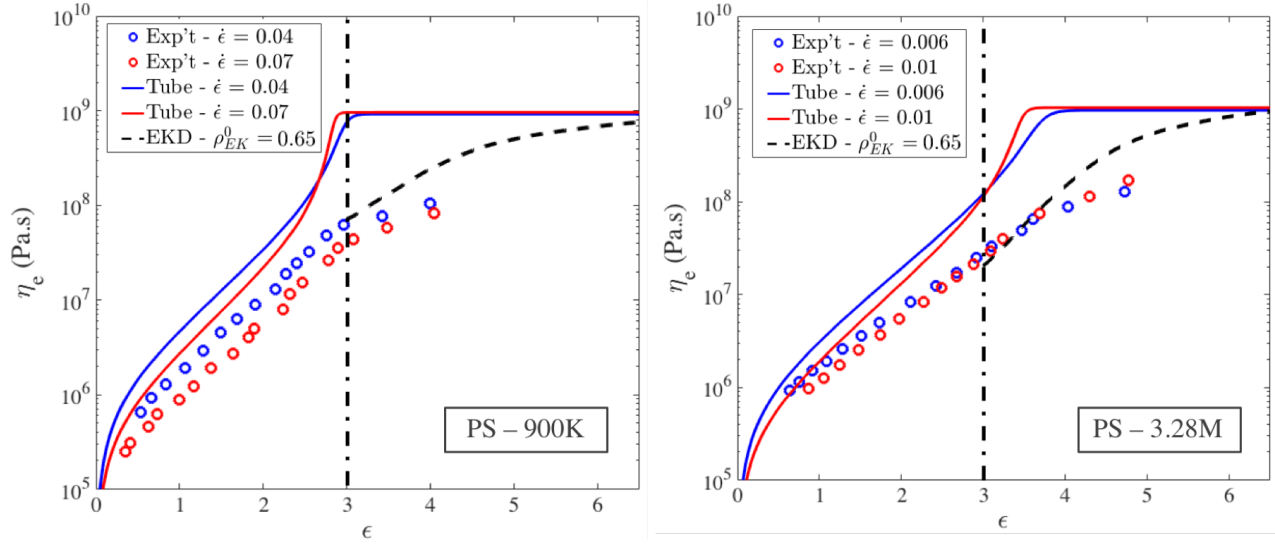 10^10
10^9
10^8
10^7
10^6
10^5
η_e (Pa.s)
Exp't - ε̇ = 0.04
Exp't - ε̇ = 0.07
Tube - ε̇ = 0.04
Tube - ε̇ = 0.07
EKD - ρ^0_EK = 0.65
PS – 900K
0 1 2 3 4 5 6
ϵ
10^10
10^9
10^8
10^7
10^6
10^5
η_e (Pa.s)
Exp't - ε̇ = 0.006
Exp't - ε̇ = 0.01
Tube - ε̇ = 0.006
Tube - ε̇ = 0.01
EKD - ρ^0_EK = 0.65
PS – 3.28M
0 1 2 3 4 5 6
ϵ